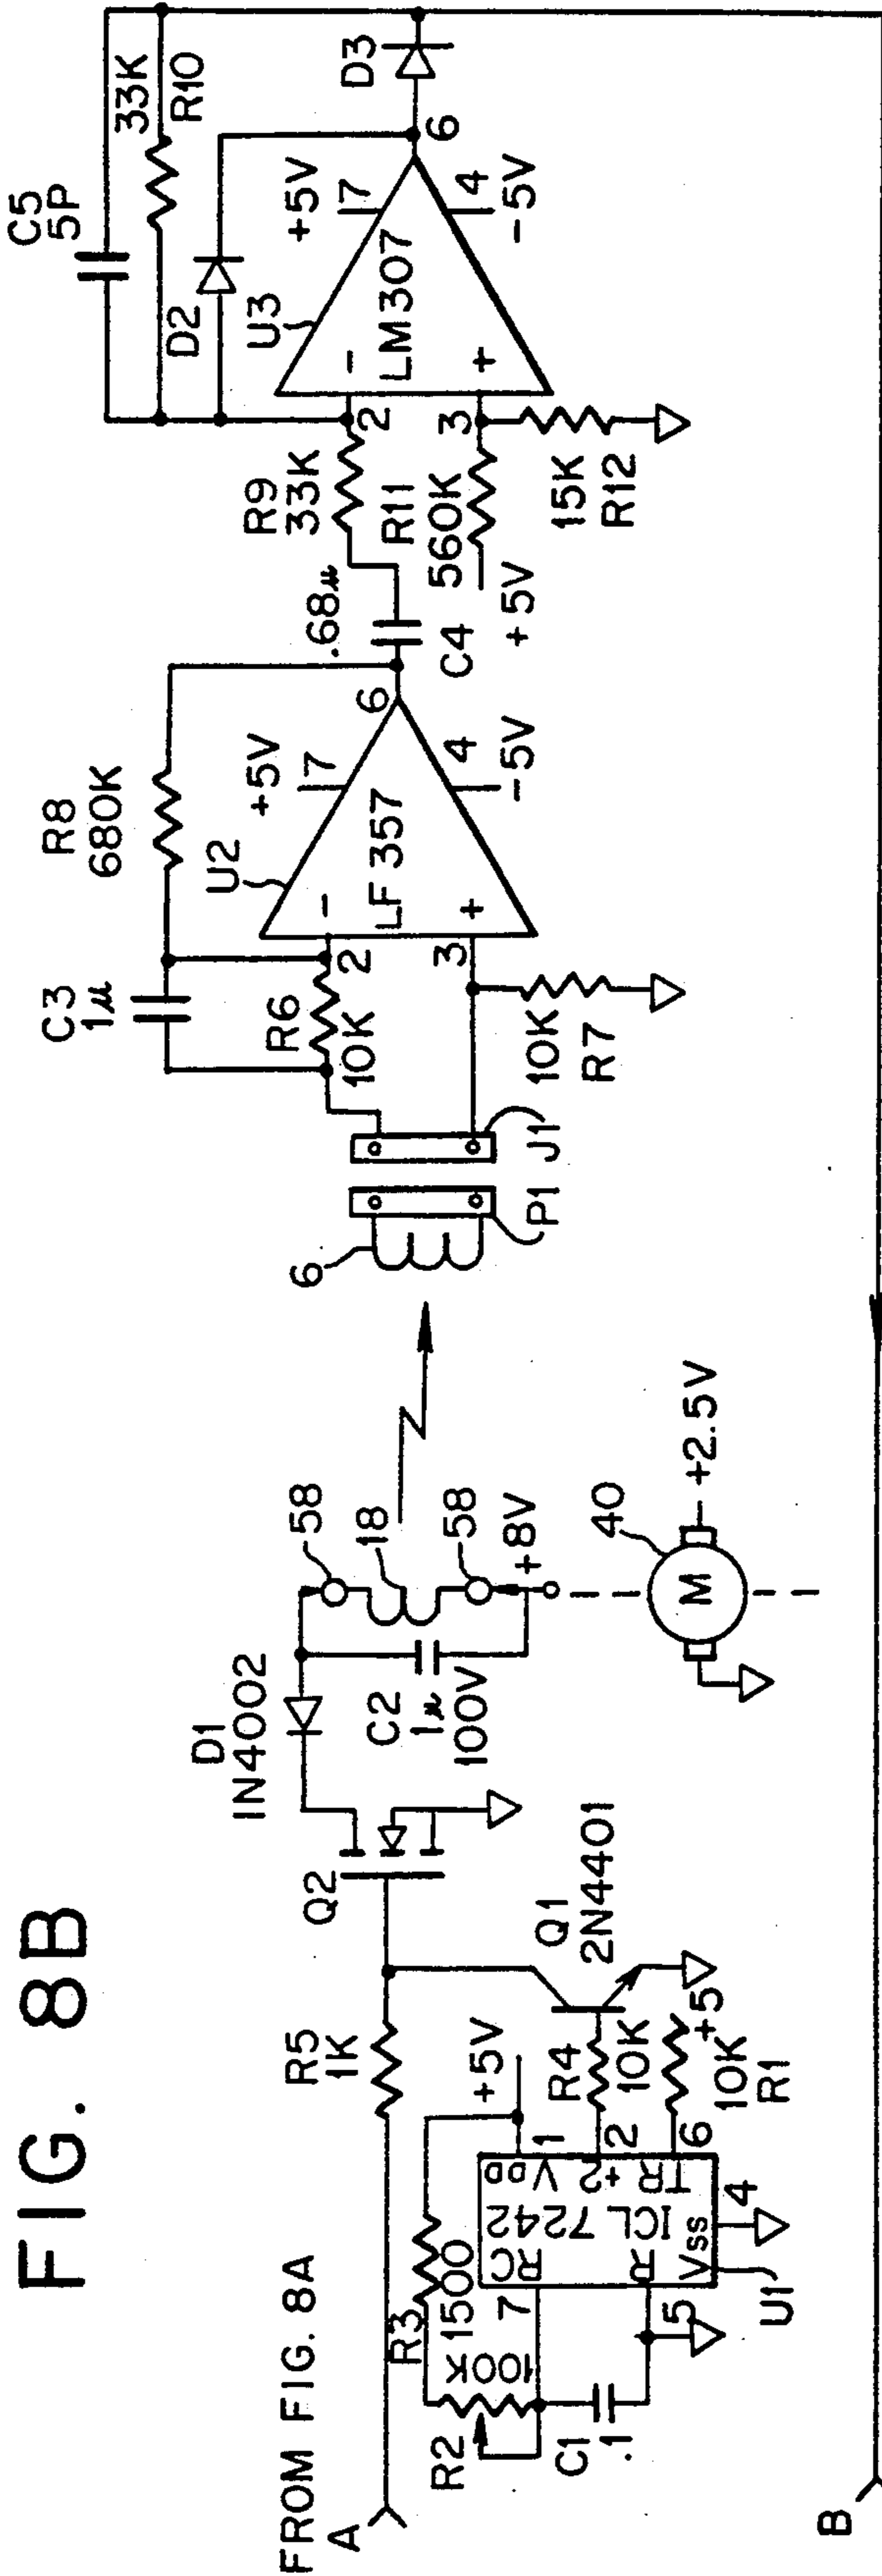 FIG. 8B
FROM FIG. 8A
A
R5
1K
R3
1500
R2
100K
C1
.1
7
RC
VDD
1
+5V
ICL 7242
÷2
2
R4
10K
TR
6
10K
R1
+5
R
5
VSS
4
U1
Q1
2N4401
Q2
D1
1N4002
C2
1µ
100V
58
18
58
+8V
40
M
+2.5V
6
P1
J1
C3
1µ
R6
10K
R8
680K
U2
2
-
LF 357
3
+
10K
R7
+5V
7
6
4
-5V
.68µ
C4
R9
33K
R11
560K
+5V
15K
R12
C5
5P
33K
R10
D2
U3
2
-
LM307
3
+
+5V
7
6
4
-5V
D3
B